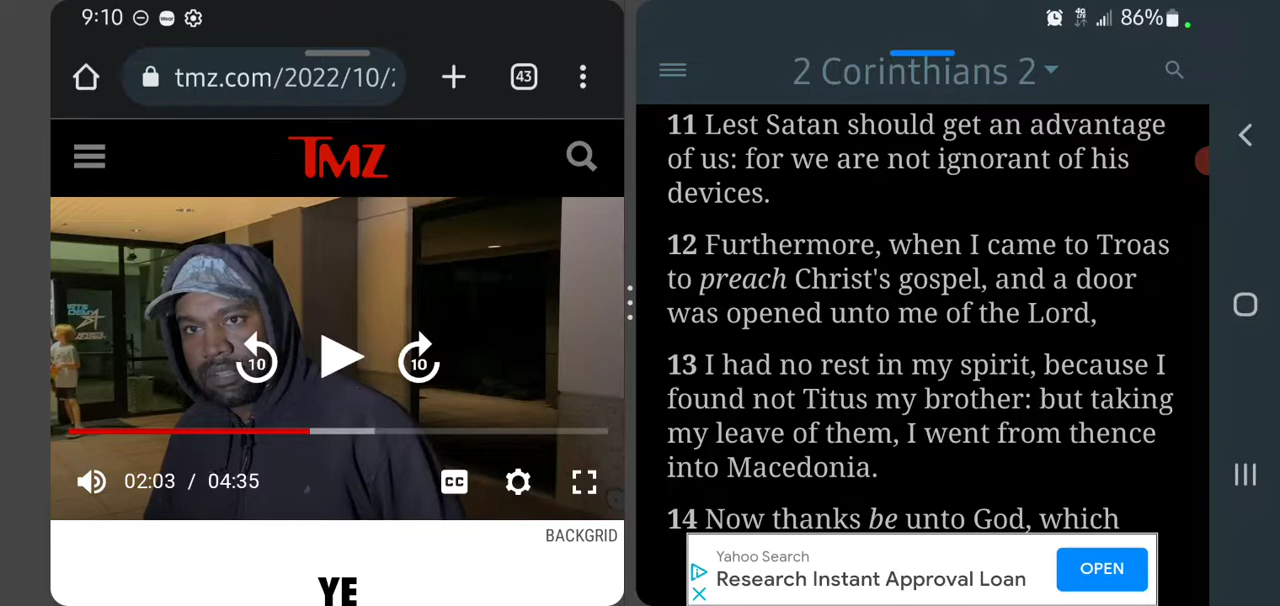 9:10
Wear
tmz.com/2022/10/2
43
TMZ
10
10
02:03 / 04:35
CC
BACKGRID
YE
86%
2 Corinthians 2
11 Lest Satan should get an advantage
of us: for we are not ignorant of his
devices.
12 Furthermore, when I came to Troas
to preach Christ's gospel, and a door
was opened unto me of the Lord,
13 I had no rest in my spirit, because I
found not Titus my brother: but taking
my leave of them, I went from thence
into Macedonia.
14 Now thanks be unto God, which
Yahoo Search
Research Instant Approval Loan
OPEN